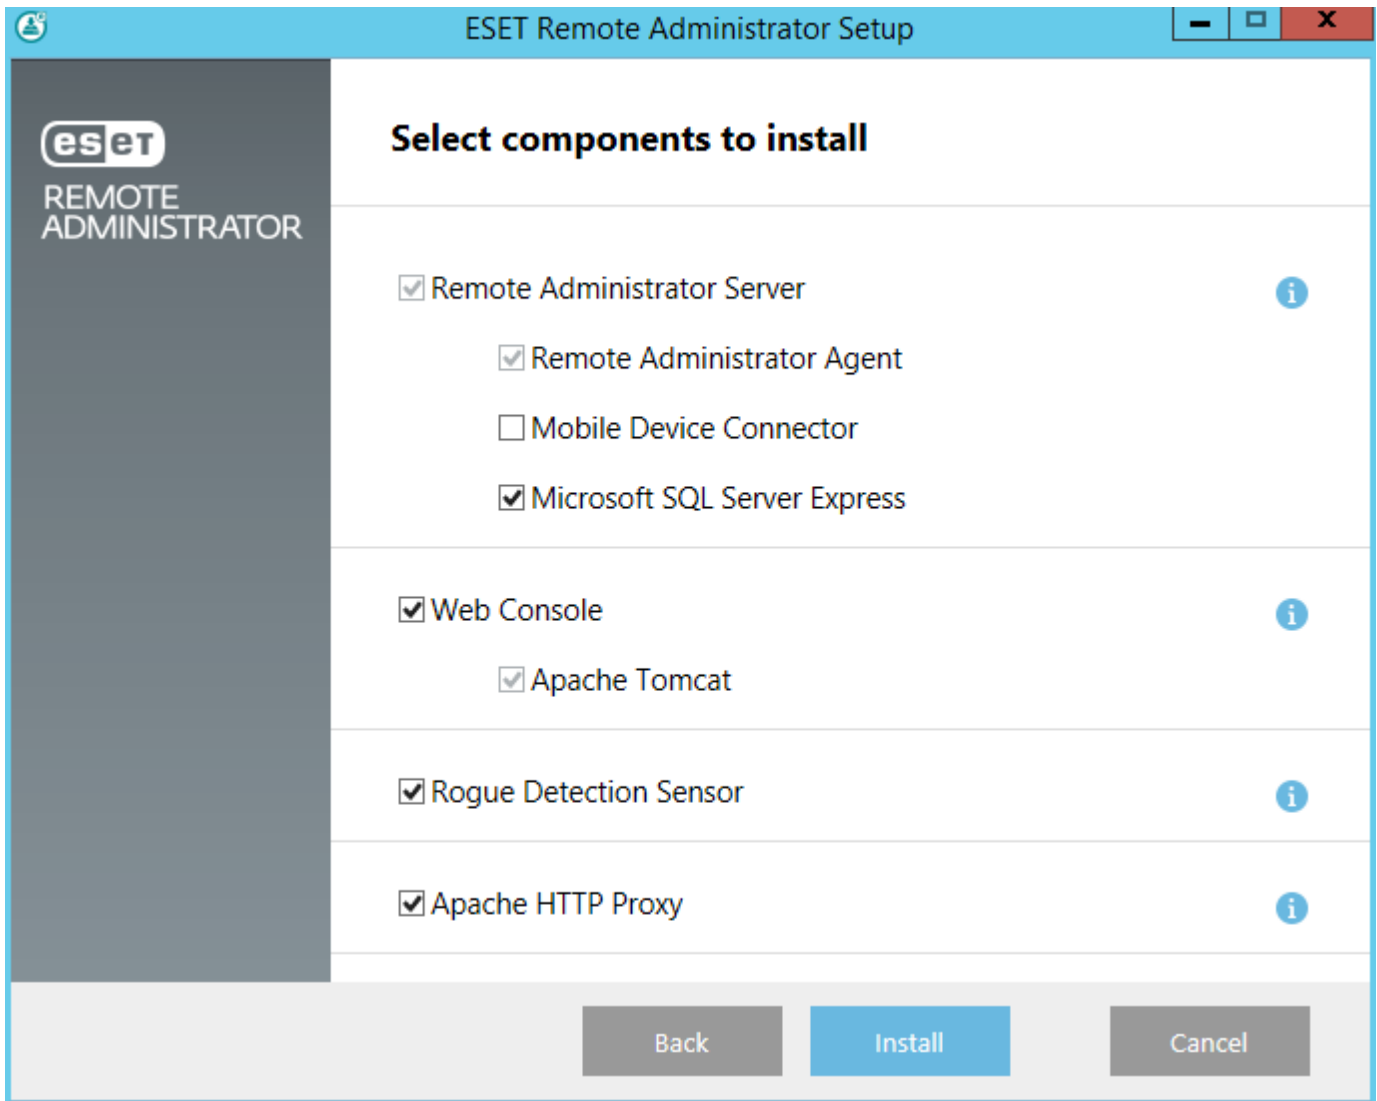 ESET Remote Administrator Setup
eset
REMOTE
ADMINISTRATOR
Select components to install
Remote Administrator Server
Remote Administrator Agent
Mobile Device Connector
Microsoft SQL Server Express
Web Console
Apache Tomcat
Rogue Detection Sensor
Apache HTTP Proxy
Back
Install
Cancel